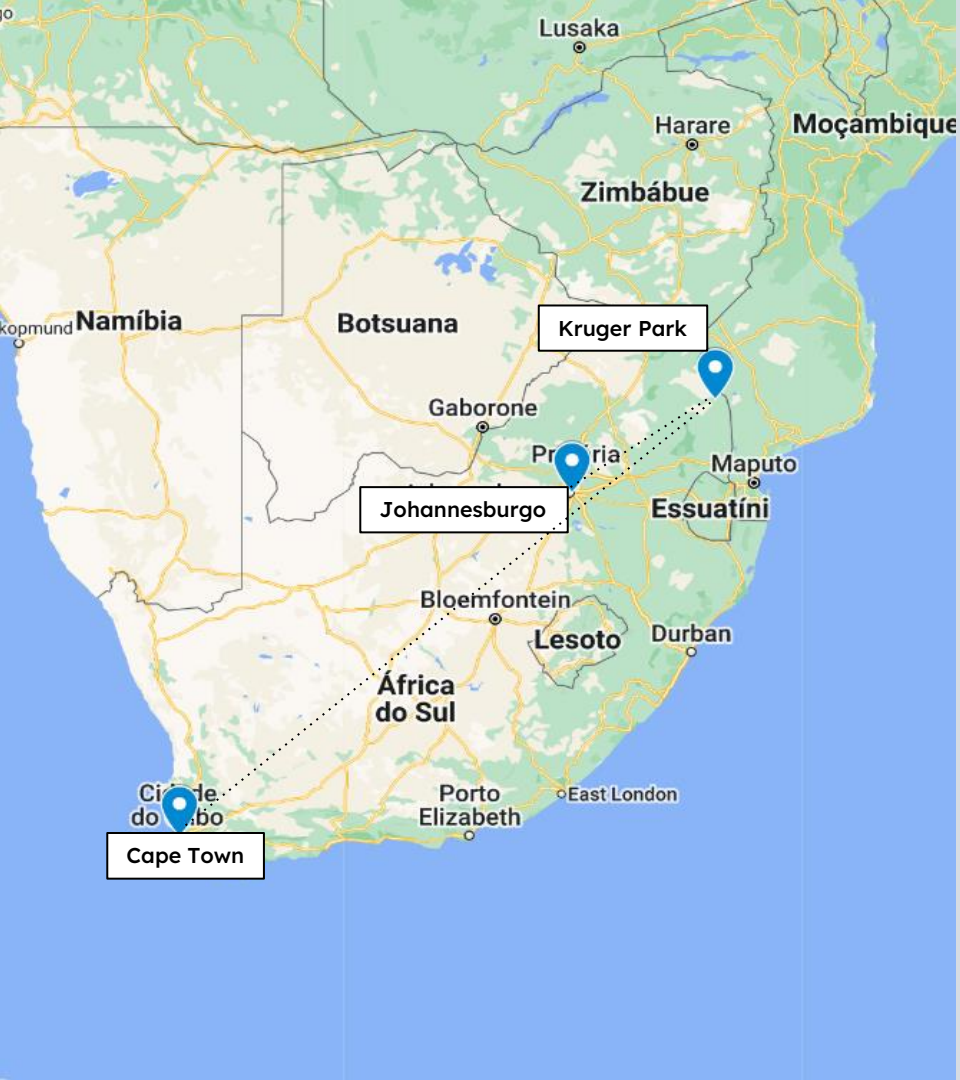 Lusaka
Harare
Moçambique
Zimbábue
Kruger Park
kopmund
Namíbia
Botsuana
Gaborone
Maputo
Johannesburgo
Essuatíni
Bloemfontein
Lesoto
Durban
África
do Sul
Porto
Elizabeth
East London
Cape Town